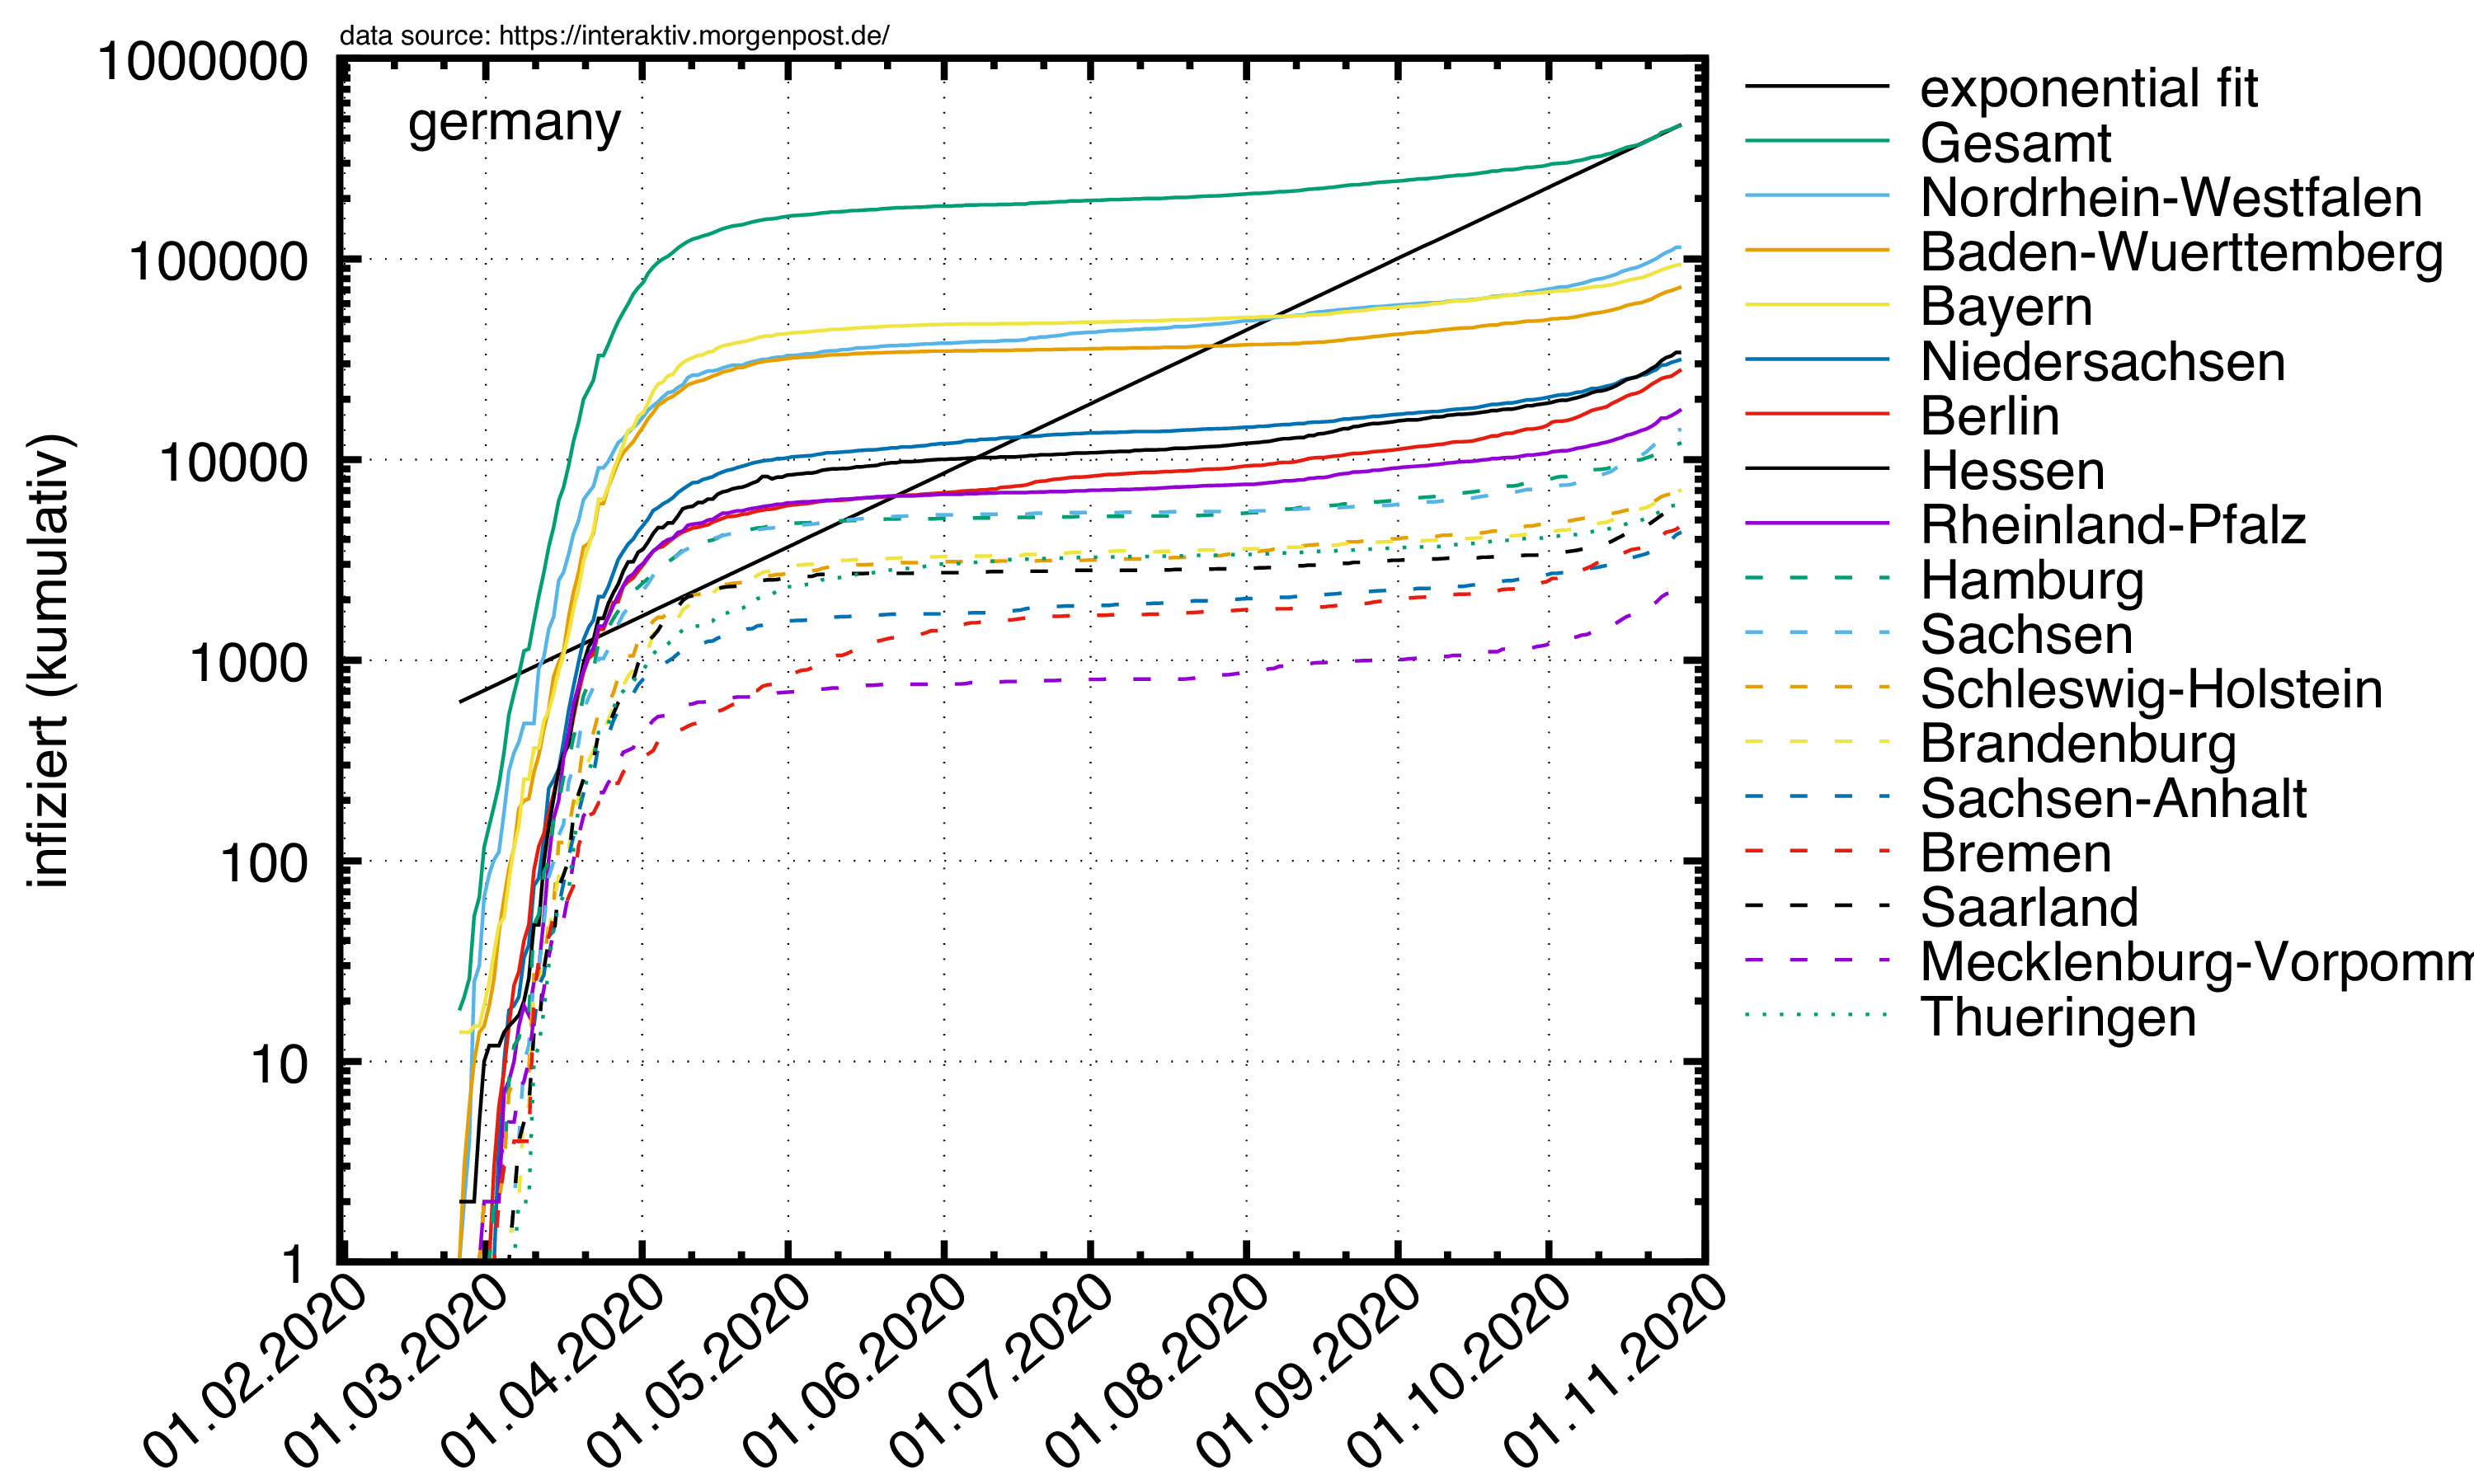 data source: https://interaktiv.morgenpost.de/
germany
infiziert (kumulativ)
1000000
100000
10000
1000
100
10
1
01.02.2020
01.03.2020
01.04.2020
01.05.2020
01.06.2020
01.07.2020
01.08.2020
01.09.2020
01.10.2020
01.11.2020
exponential fit
Gesamt
Nordrhein-Westfalen
Baden-Wuerttemberg
Bayern
Niedersachsen
Berlin
Hessen
Rheinland-Pfalz
Hamburg
Sachsen
Schleswig-Holstein
Brandenburg
Sachsen-Anhalt
Bremen
Saarland
Mecklenburg-Vorpomm
Thueringen